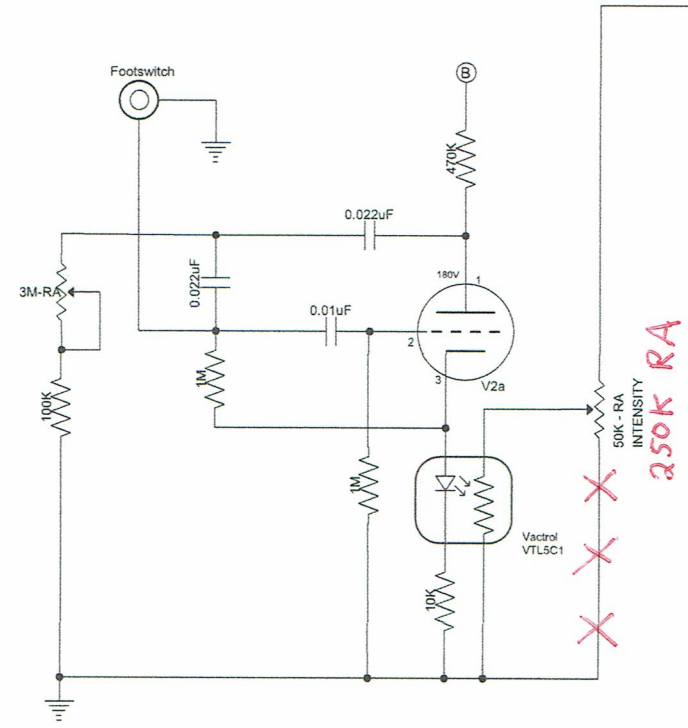 Footswitch
B
470K
0.022uF
0.022uF
180V
1
3M-RA
0.01uF
2
3
V2a
1M
100K
50K - RA
INTENSITY
250K RA
1M
Vactrol
VTL5C1
10K